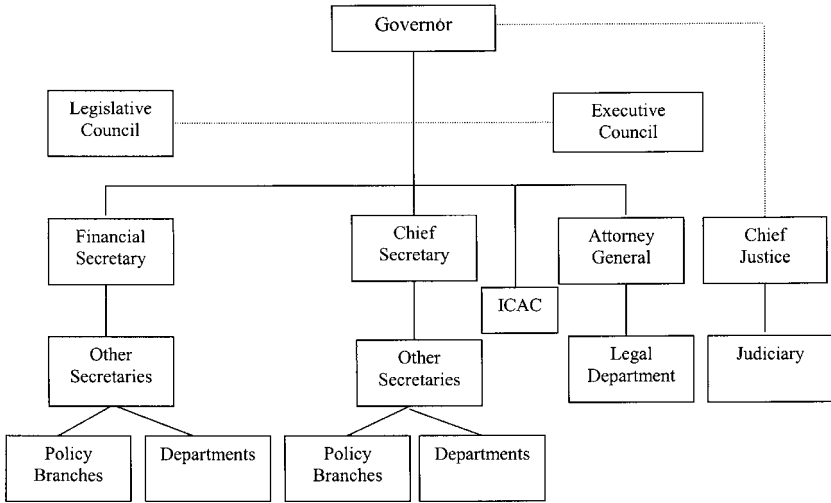 Governor
Legislative
Council
Executive
Council
Financial
Secretary
Chief
Secretary
Attorney
General
Chief
Justice
ICAC
Other
Secretaries
Other
Secretaries
Legal
Department
Judiciary
Policy
Branches
Departments
Policy
Branches
Departments